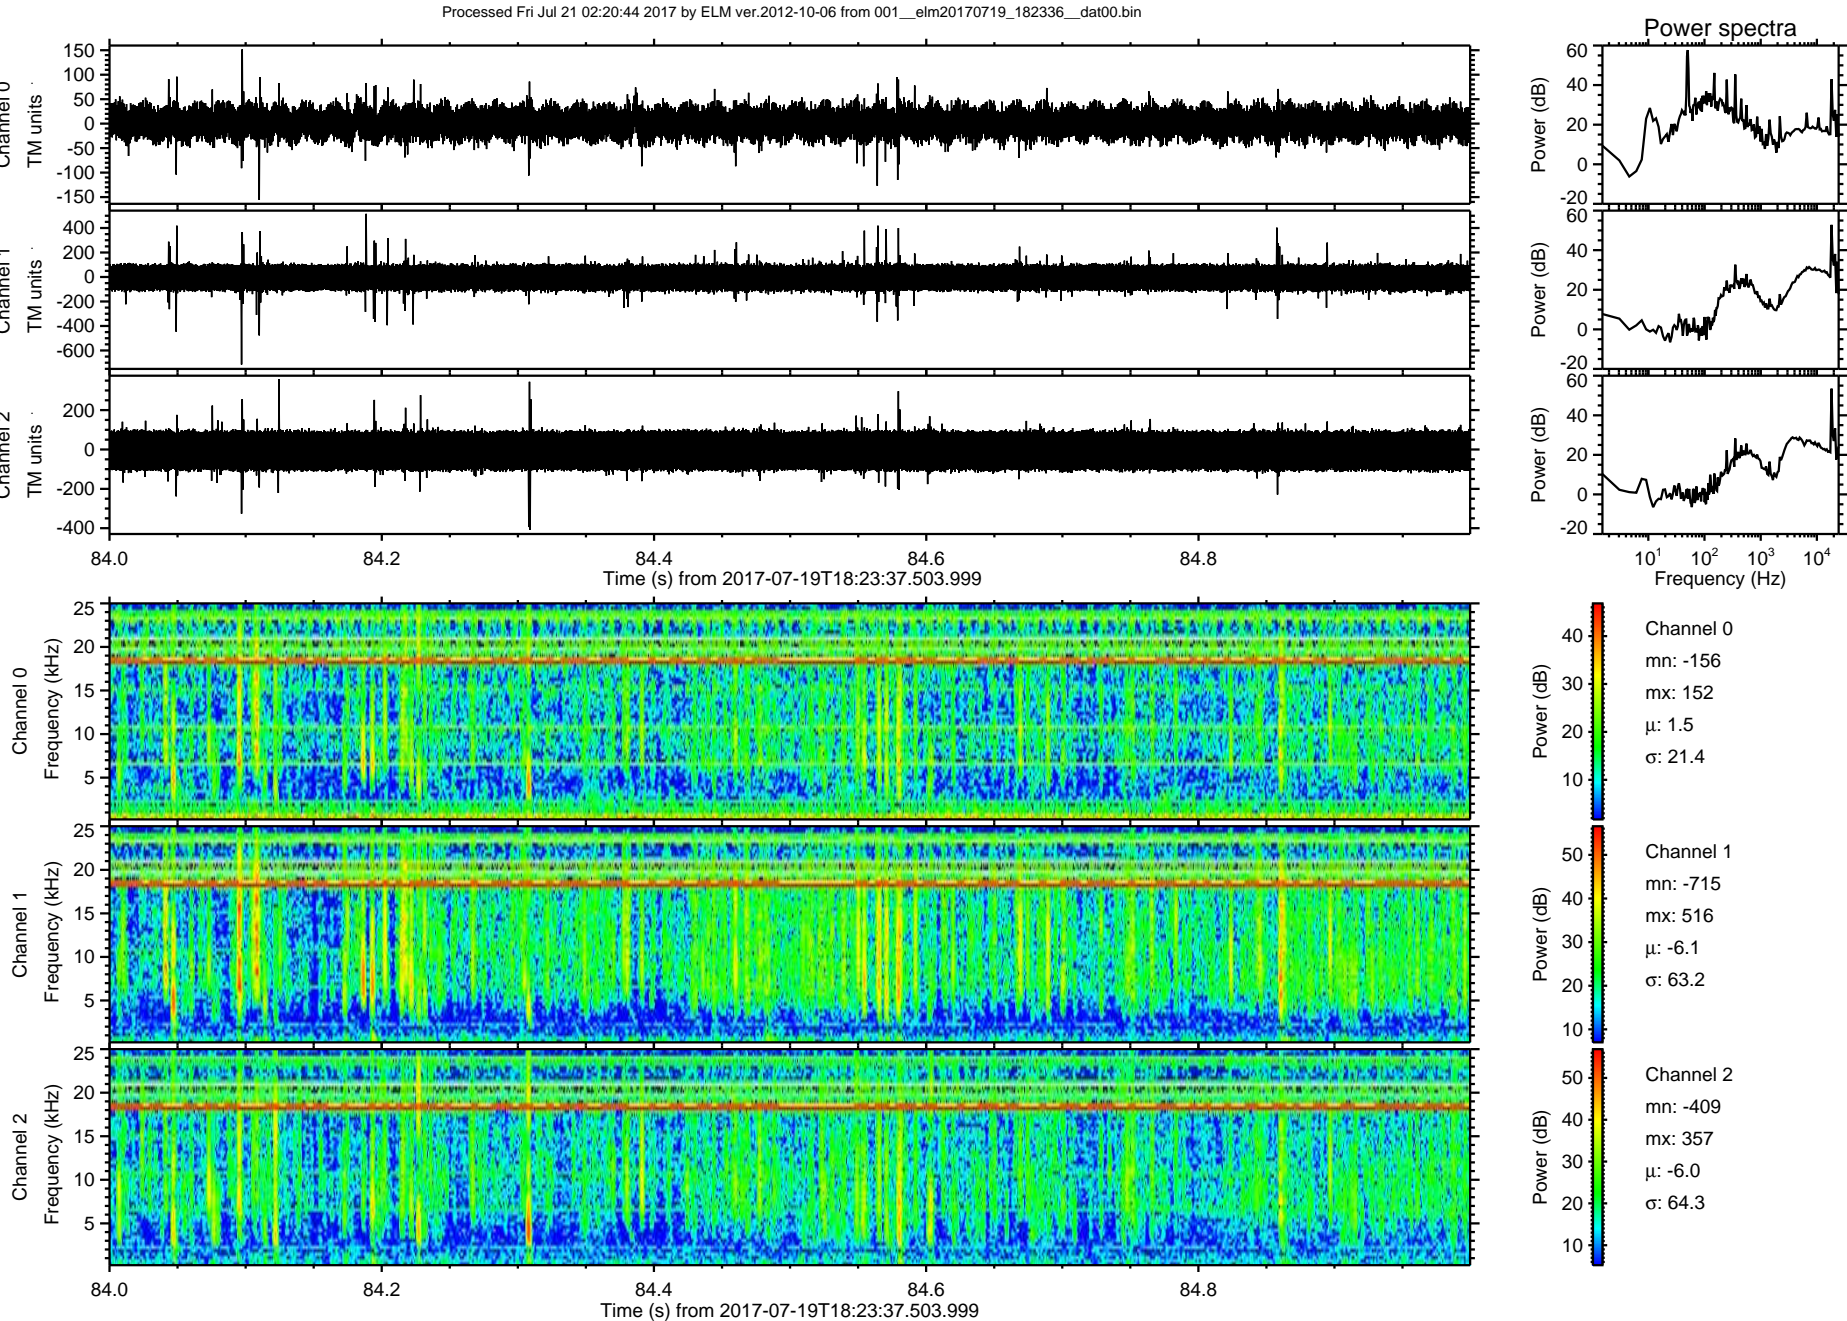 Processed Fri Jul 21 02:20:44 2017 by ELM ver.2012-10-06 from 001__elm20170719_182336__dat00.bin
Power spectra
Channel 0
TM units
150
100
50
0
-50
-100
-150
Power (dB)
60
40
20
0
-20
Channel 1
TM units
400
200
0
-200
-400
-600
Power (dB)
60
40
20
0
-20
Channel 2
TM units
200
0
-200
-400
Power (dB)
60
40
20
0
-20
84.0 84.2 84.4 84.6 84.8
Time (s) from 2017-07-19T18:23:37.503.999
10¹ 10² 10³ 10⁴
Frequency (Hz)
Channel 0
Frequency (kHz)
25
20
15
10
5
Power (dB)
40
30
20
10
Channel 0
mn: -156
mx: 152
μ: 1.5
σ: 21.4
Channel 1
Frequency (kHz)
25
20
15
10
5
Power (dB)
50
40
30
20
10
Channel 1
mn: -715
mx: 516
μ: -6.1
σ: 63.2
Channel 2
Frequency (kHz)
25
20
15
10
5
Power (dB)
50
40
30
20
10
Channel 2
mn: -409
mx: 357
μ: -6.0
σ: 64.3
84.0 84.2 84.4 84.6 84.8
Time (s) from 2017-07-19T18:23:37.503.999